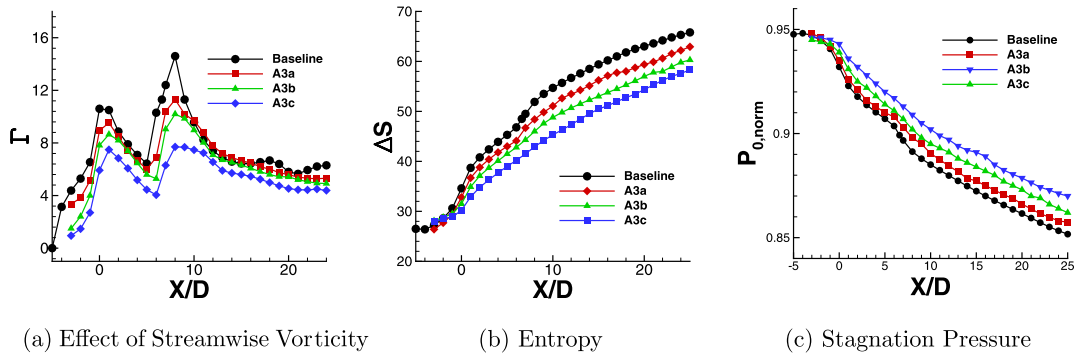 16
12
8
4
0
Γ
0
10
20
X/D
Baseline
A3a
A3b
A3c
(a) Effect of Streamwise Vorticity
70
60
50
40
30
20
ΔS
0
10
20
X/D
Baseline
A3a
A3b
A3c
(b) Entropy
0.95
0.9
0.85
P0,norm
-5
0
5
10
15
20
25
X/D
Baseline
A3a
A3b
A3c
(c) Stagnation Pressure